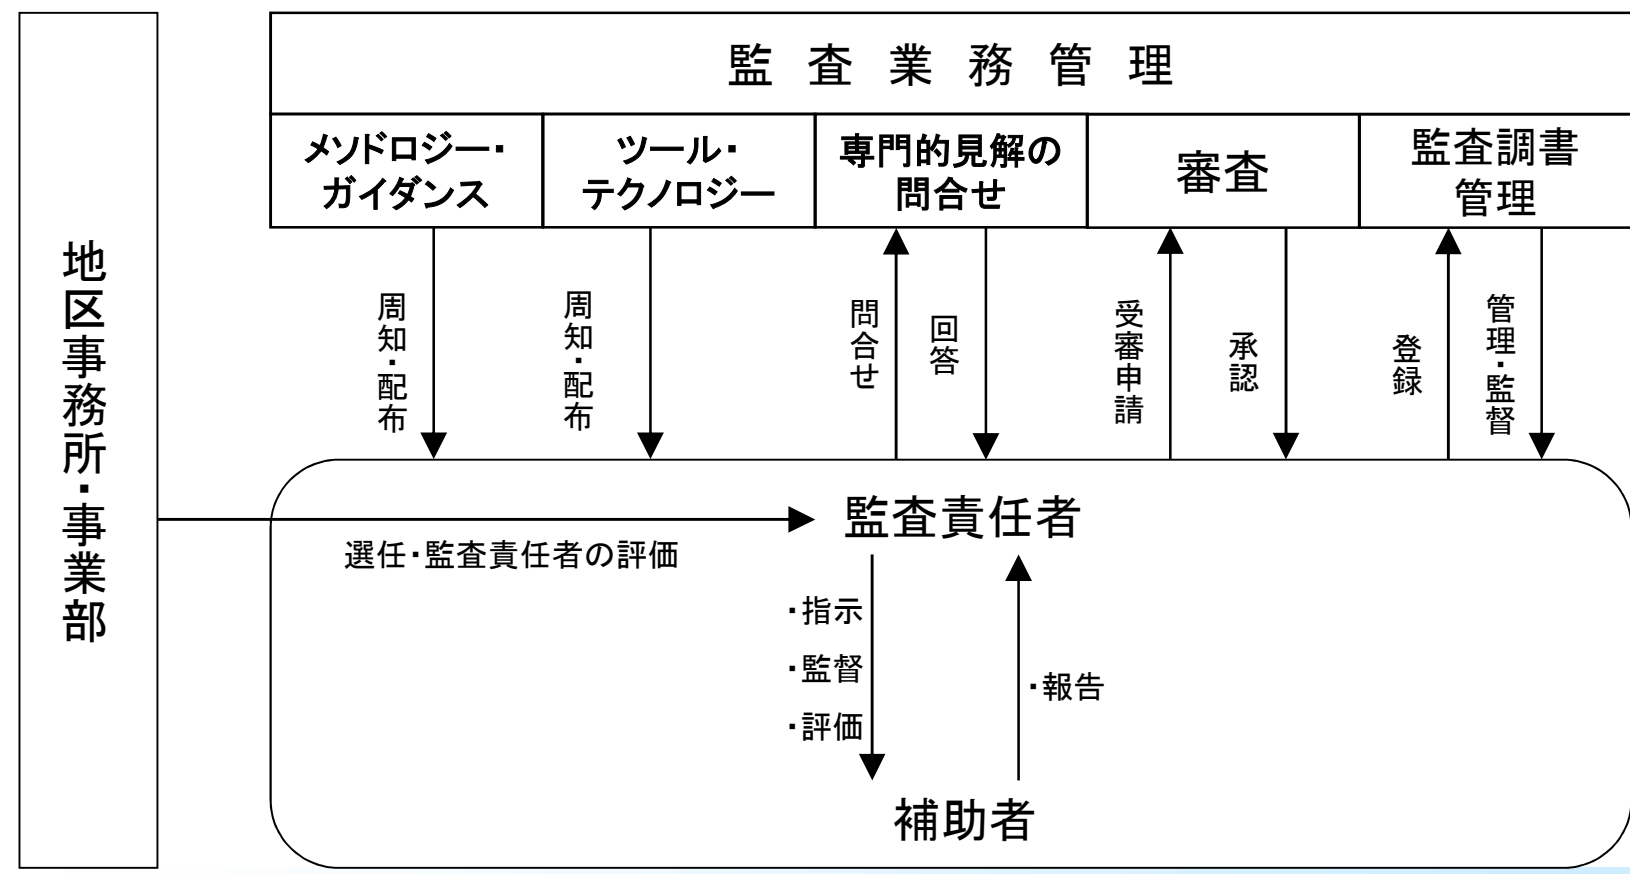 監査業務管理
メソドロジー・
ガイダンス
ツール・
テクノロジー
専門的見解の
問合せ
審査
監査調書
管理
地区事務所・事業部
周知・配布
周知・配布
問合せ
回答
受審申請
承認
登録
管理・監督
監査責任者
選任・監査責任者の評価
・指示
・監督
・評価
・報告
補助者